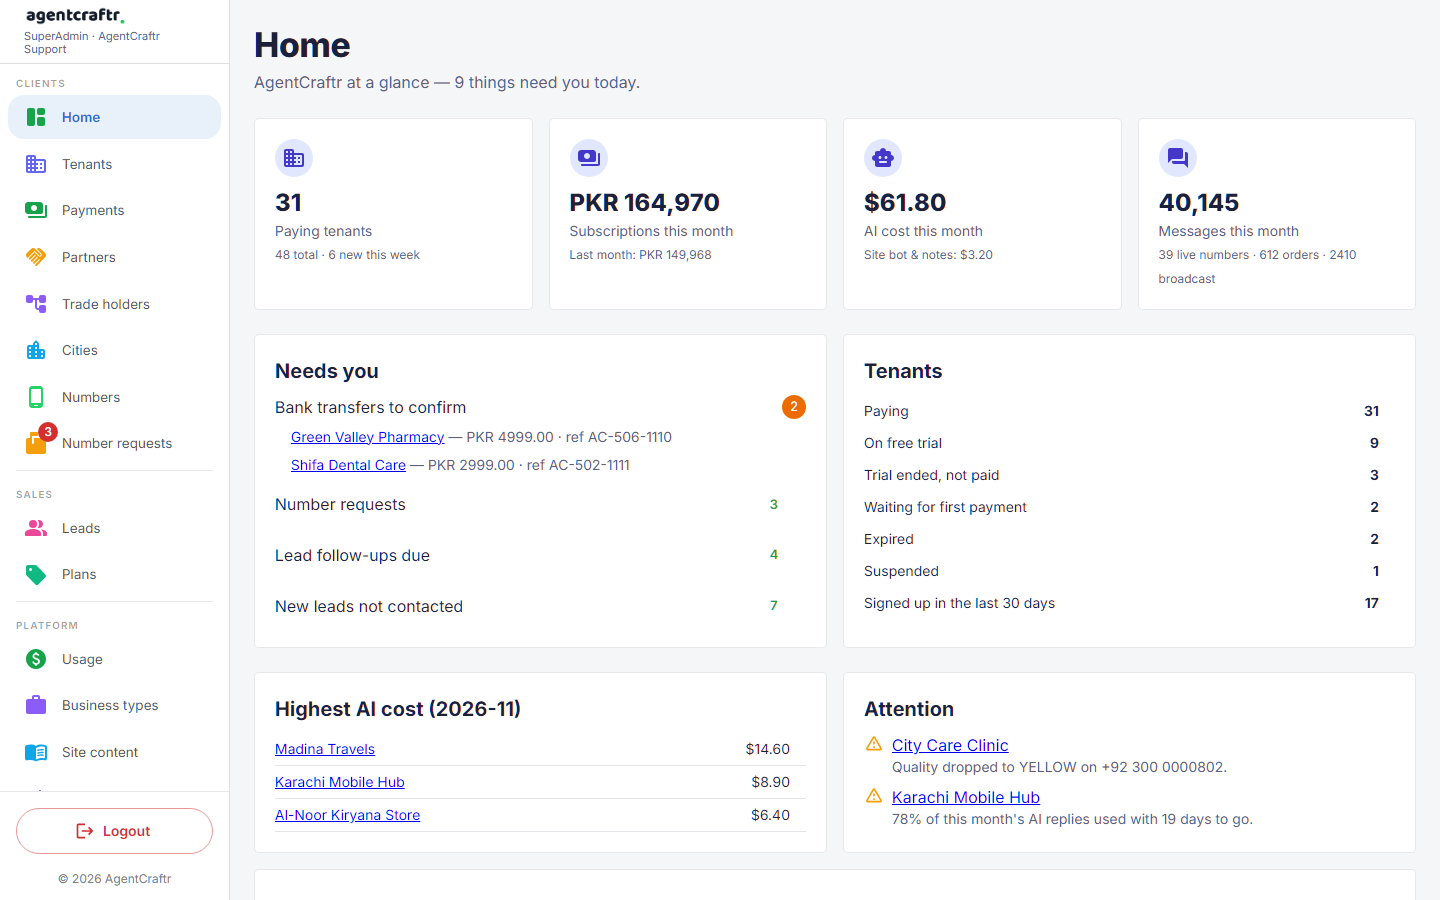 agentcraftr.
SuperAdmin · AgentCraftr
Support
CLIENTS
Home
Tenants
Payments
Partners
Trade holders
Cities
Numbers
3
Number requests
SALES
Leads
Plans
PLATFORM
Usage
Business types
Site content
Logout
© 2026 AgentCraftr
Home
AgentCraftr at a glance — 9 things need you today.
31
Paying tenants
48 total · 6 new this week
PKR 164,970
Subscriptions this month
Last month: PKR 149,968
$61.80
AI cost this month
Site bot & notes: $3.20
40,145
Messages this month
39 live numbers · 612 orders · 2410
broadcast
Needs you
Bank transfers to confirm 2
Green Valley Pharmacy — PKR 4999.00 · ref AC-506-1110
Shifa Dental Care — PKR 2999.00 · ref AC-502-1111
Number requests 3
Lead follow-ups due 4
New leads not contacted 7
Tenants
Paying 31
On free trial 9
Trial ended, not paid 3
Waiting for first payment 2
Expired 2
Suspended 1
Signed up in the last 30 days 17
Highest AI cost (2026-11)
Madina Travels $14.60
Karachi Mobile Hub $8.90
Al-Noor Kiryana Store $6.40
Attention
City Care Clinic
Quality dropped to YELLOW on +92 300 0000802.
Karachi Mobile Hub
78% of this month's AI replies used with 19 days to go.